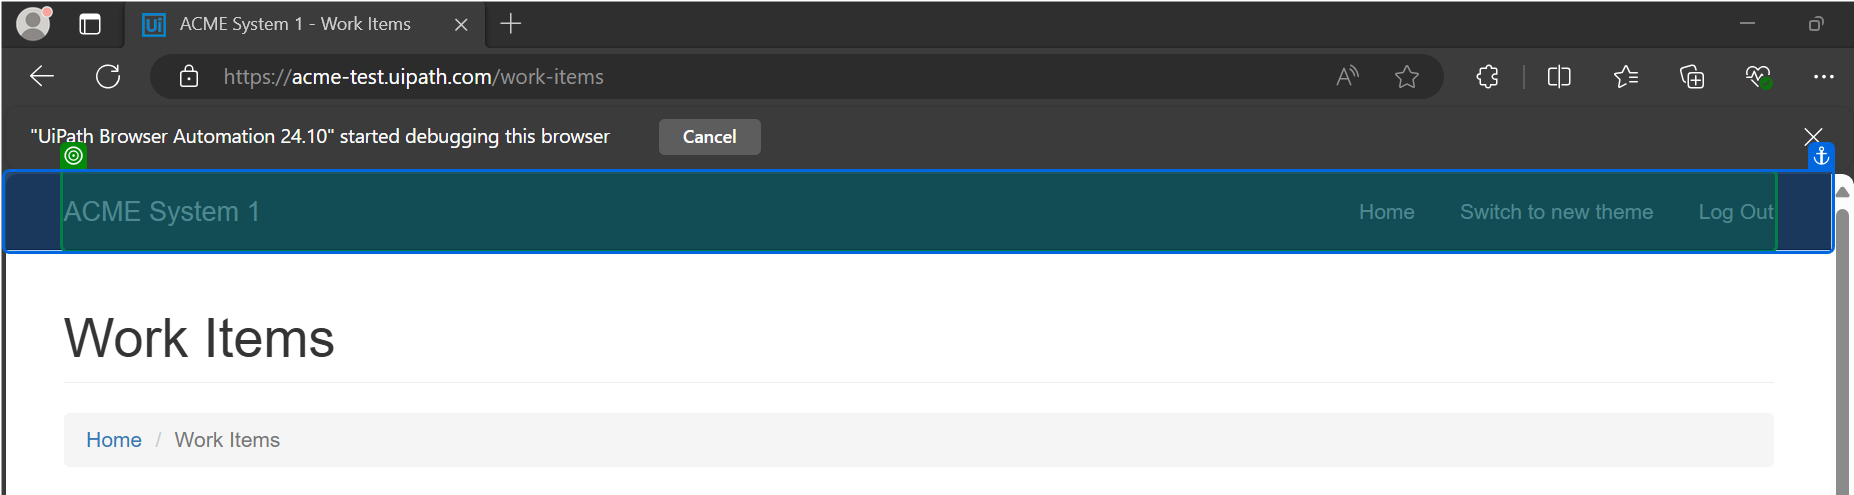 Ui ACME System 1 - Work Items
https://acme-test.uipath.com/work-items
"UiPath Browser Automation 24.10" started debugging this browser Cancel
ACME System 1 Home Switch to new theme Log Out
Work Items
Home / Work Items